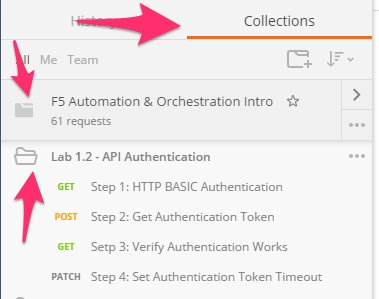 History
Collections
All Me Team
F5 Automation & Orchestration Intro
61 requests
Lab 1.2 - API Authentication
GET Step 1: HTTP BASIC Authentication
POST Step 2: Get Authentication Token
GET Setp 3: Verify Authentication Works
PATCH Step 4: Set Authentication Token Timeout